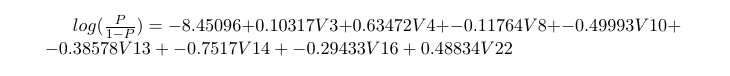 log(\frac{P}{1-P}) = −8.45096+0.10317V3+0.63472V4+−0.11764V8+−0.49993V10+
−0.38578V13 + −0.7517V14 + −0.29433V16 + 0.48834V22